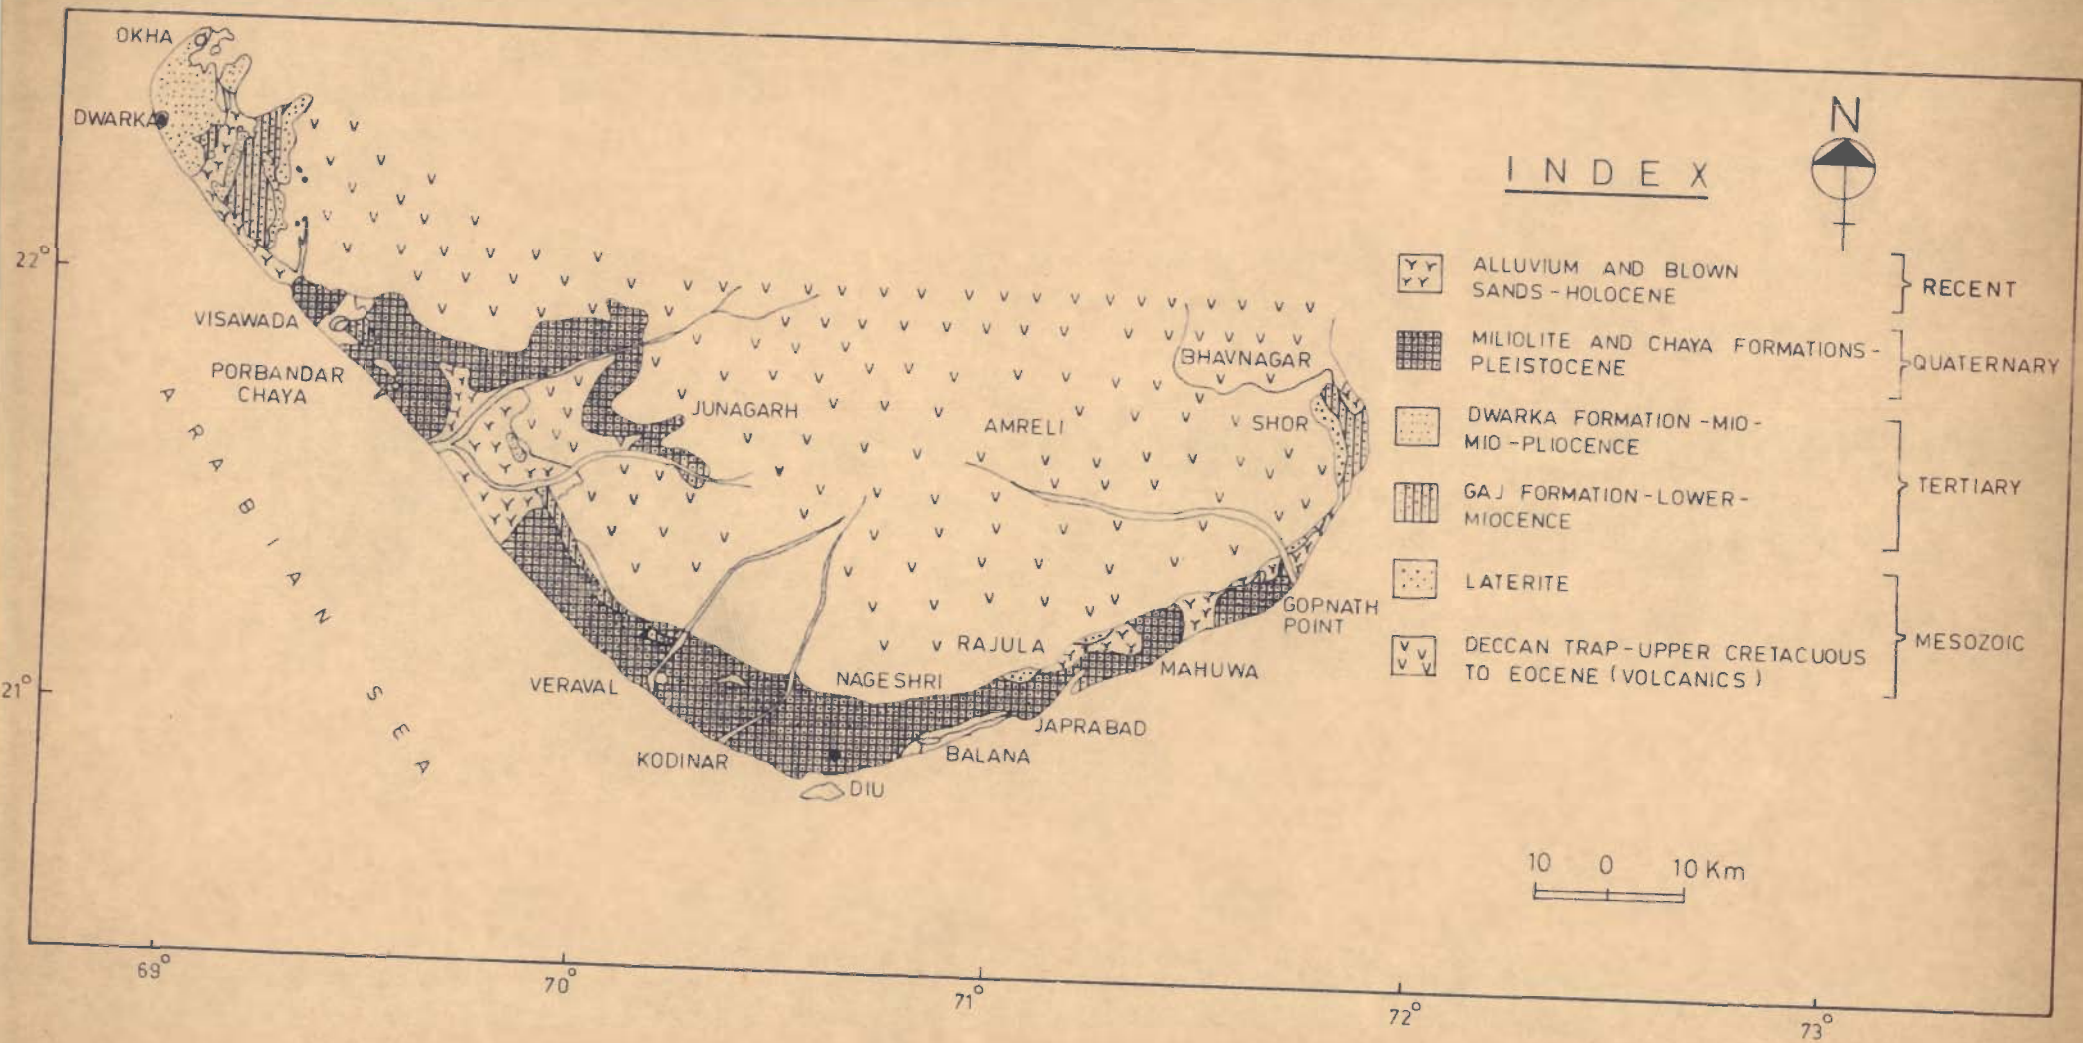 OKHA
DWARKA
22°
VISAWADA
PORBANDAR
CHAYA
JUNAGARH
AMRELI
BHAVNAGAR
SHOR
ARABIAN SEA
GOPNATH
POINT
RAJULA
MAHUWA
NAGESHRI
VERAVAL
21°
JAPRABAD
BALANA
KODINAR
DIU
N
INDEX
ALLUVIUM AND BLOWN
SANDS - HOLOCENE
RECENT
MILIOLITE AND CHAYA FORMATIONS -
PLEISTOCENE
QUATERNARY
DWARKA FORMATION - MIO -
MIO - PLIOCENCE
GAJ FORMATION - LOWER -
MIOCENCE
TERTIARY
LATERITE
DECCAN TRAP - UPPER CRETACUOUS
TO EOCENE (VOLCANICS)
MESOZOIC
10 0 10 Km
69° 70° 71° 72° 73°